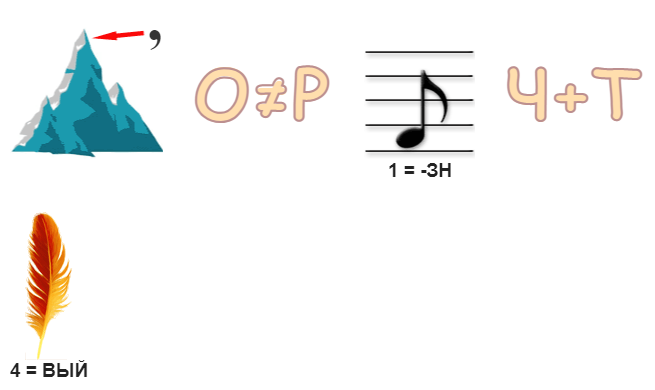 ,
О≠Р
Ч+Т
1 = -ЗН
4 = ВЫЙ